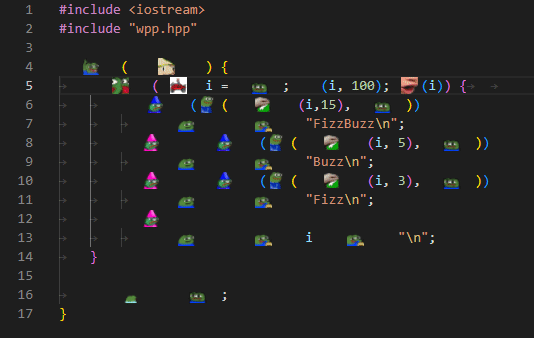 1 #include <iostream>
2 #include "wpp.hpp"
3
4 ( ) {
5 ( i = ; (i, 100); (i)) {
6 ( ( (i,15), ))
7 "FizzBuzz\n";
8 ( ( (i, 5), ))
9 "Buzz\n";
10 ( ( (i, 3), ))
11 "Fizz\n";
12
13 i "\n";
14 }
15
16 ;
17 }